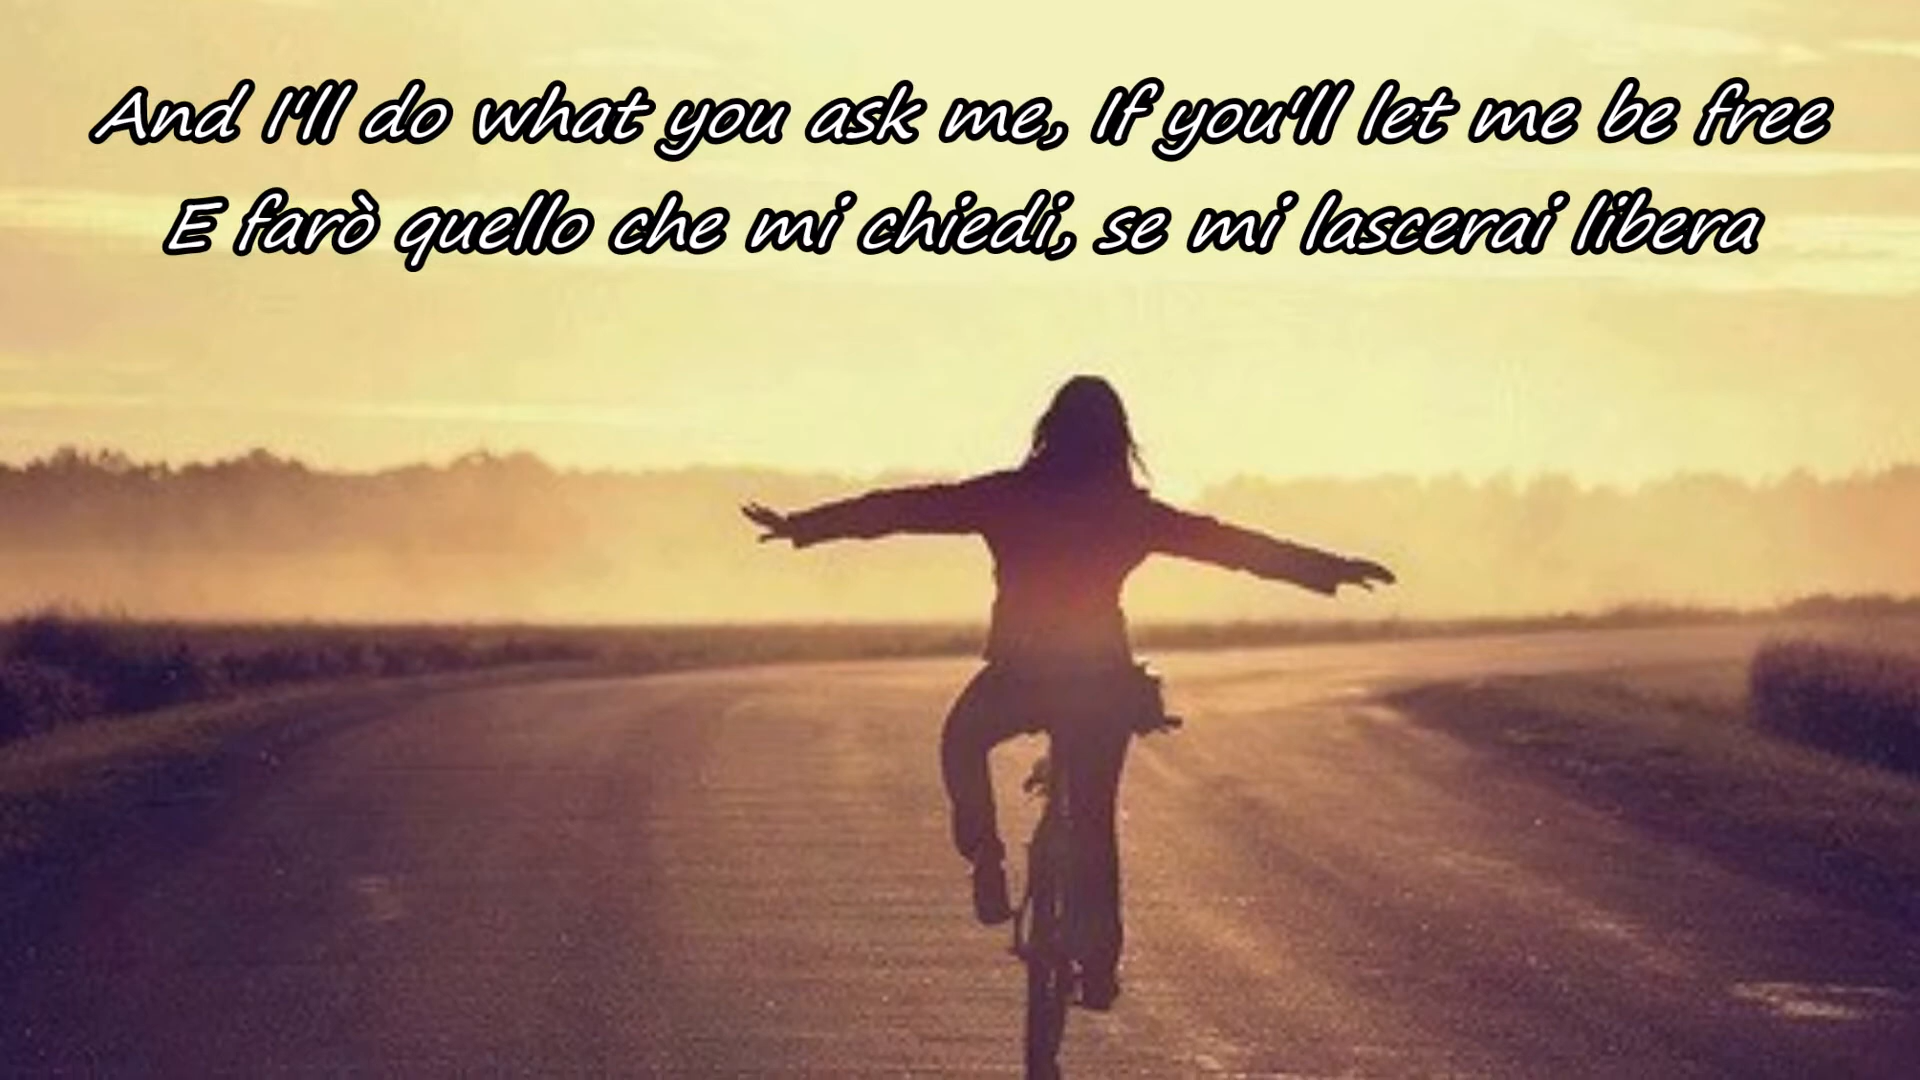 And I'll do what you ask me, If you'll let me be free
E farò quello che mi chiedi, se mi lascerai libera